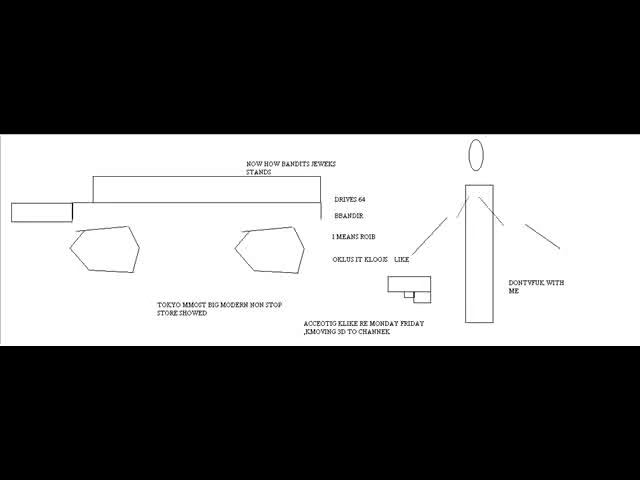 NOW HOW BANDITS JEWEKS
STANDS
DRIVES 64
BBANDIR
I MEANS ROIB
OKLUS IT KLOOJS LIKE
DONTVFUK WITH
ME
TOKYO MMOST BIG MODERN NON STOP
STORE SHOWED
ACCEOTIG KLIKE RE MONDAY FRIDAY
,KMOVING 3D TO CHANNEK